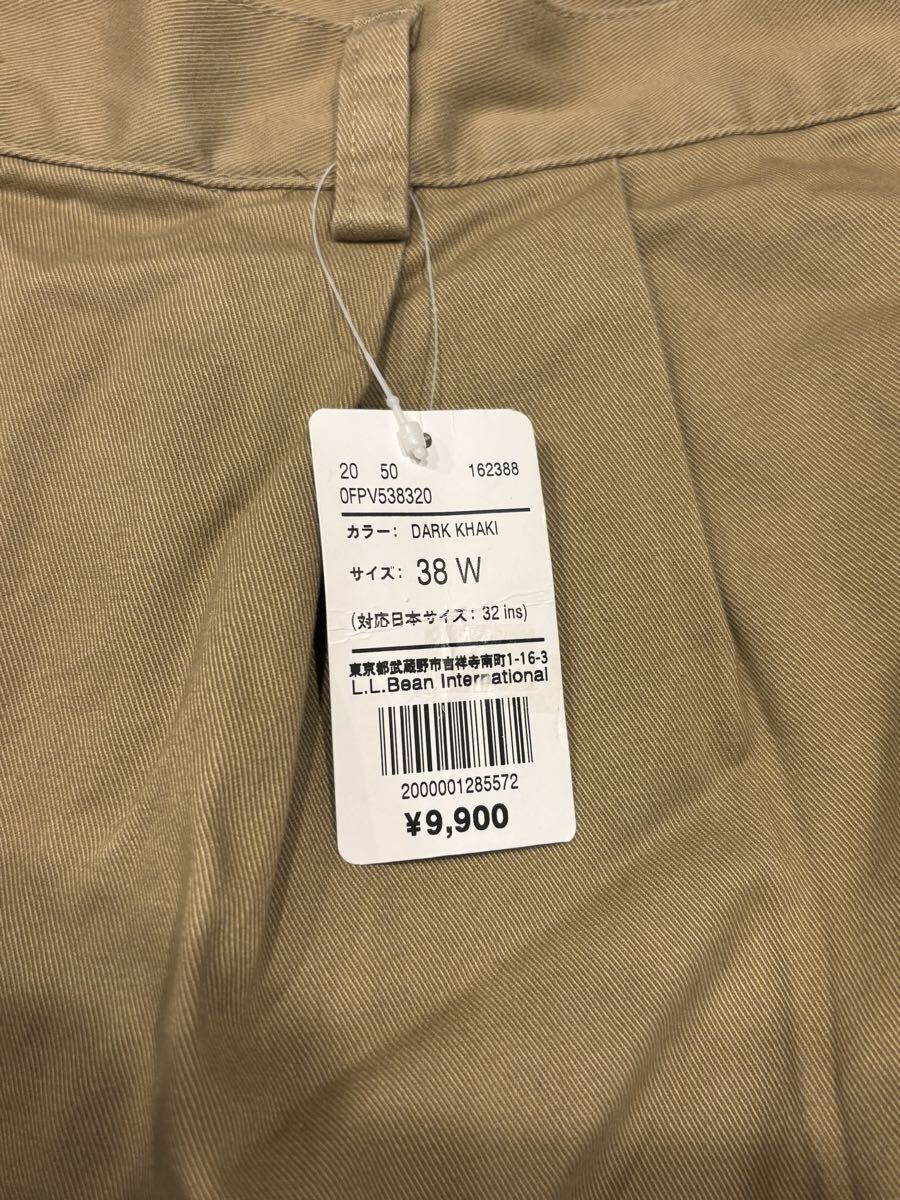 20 50 162388
0FPV538320
カラー: DARK KHAKI
サイズ: 38 W
(対応日本サイズ: 32 ins)
東京都武蔵野市吉祥寺南町1-16-3
L.L.Bean International
2000001285572
¥9,900